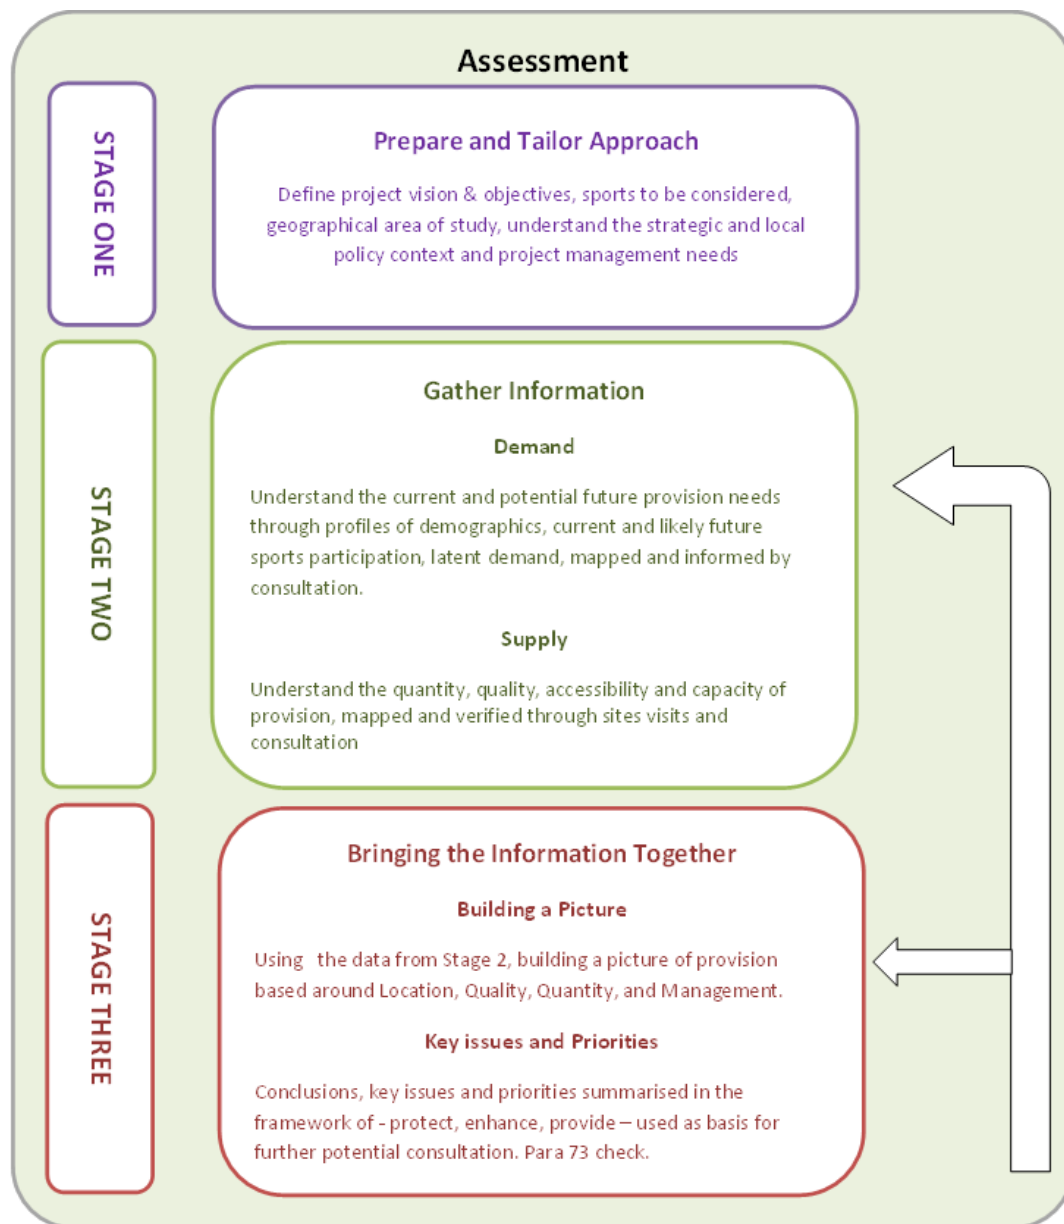 Assessment
STAGE ONE
Prepare and Tailor Approach
Define project vision & objectives, sports to be considered,
geographical area of study, understand the strategic and local
policy context and project management needs
STAGE TWO
Gather Information
Demand
Understand the current and potential future provision needs
through profiles of demographics, current and likely future
sports participation, latent demand, mapped and informed by
consultation.
Supply
Understand the quantity, quality, accessibility and capacity of
provision, mapped and verified through sites visits and
consultation
STAGE THREE
Bringing the Information Together
Building a Picture
Using the data from Stage 2, building a picture of provision
based around Location, Quality, Quantity, and Management.
Key issues and Priorities
Conclusions, key issues and priorities summarised in the
framework of - protect, enhance, provide – used as basis for
further potential consultation. Para 73 check.